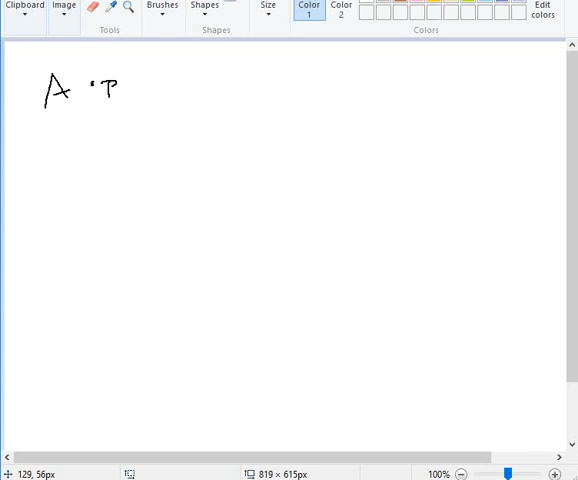 Clipboard
Image
Tools
Brushes
Shapes
Shapes
Size
Color 1
Color 2
Edit colors
Colors
A
129, 56px
819 × 615px
100%